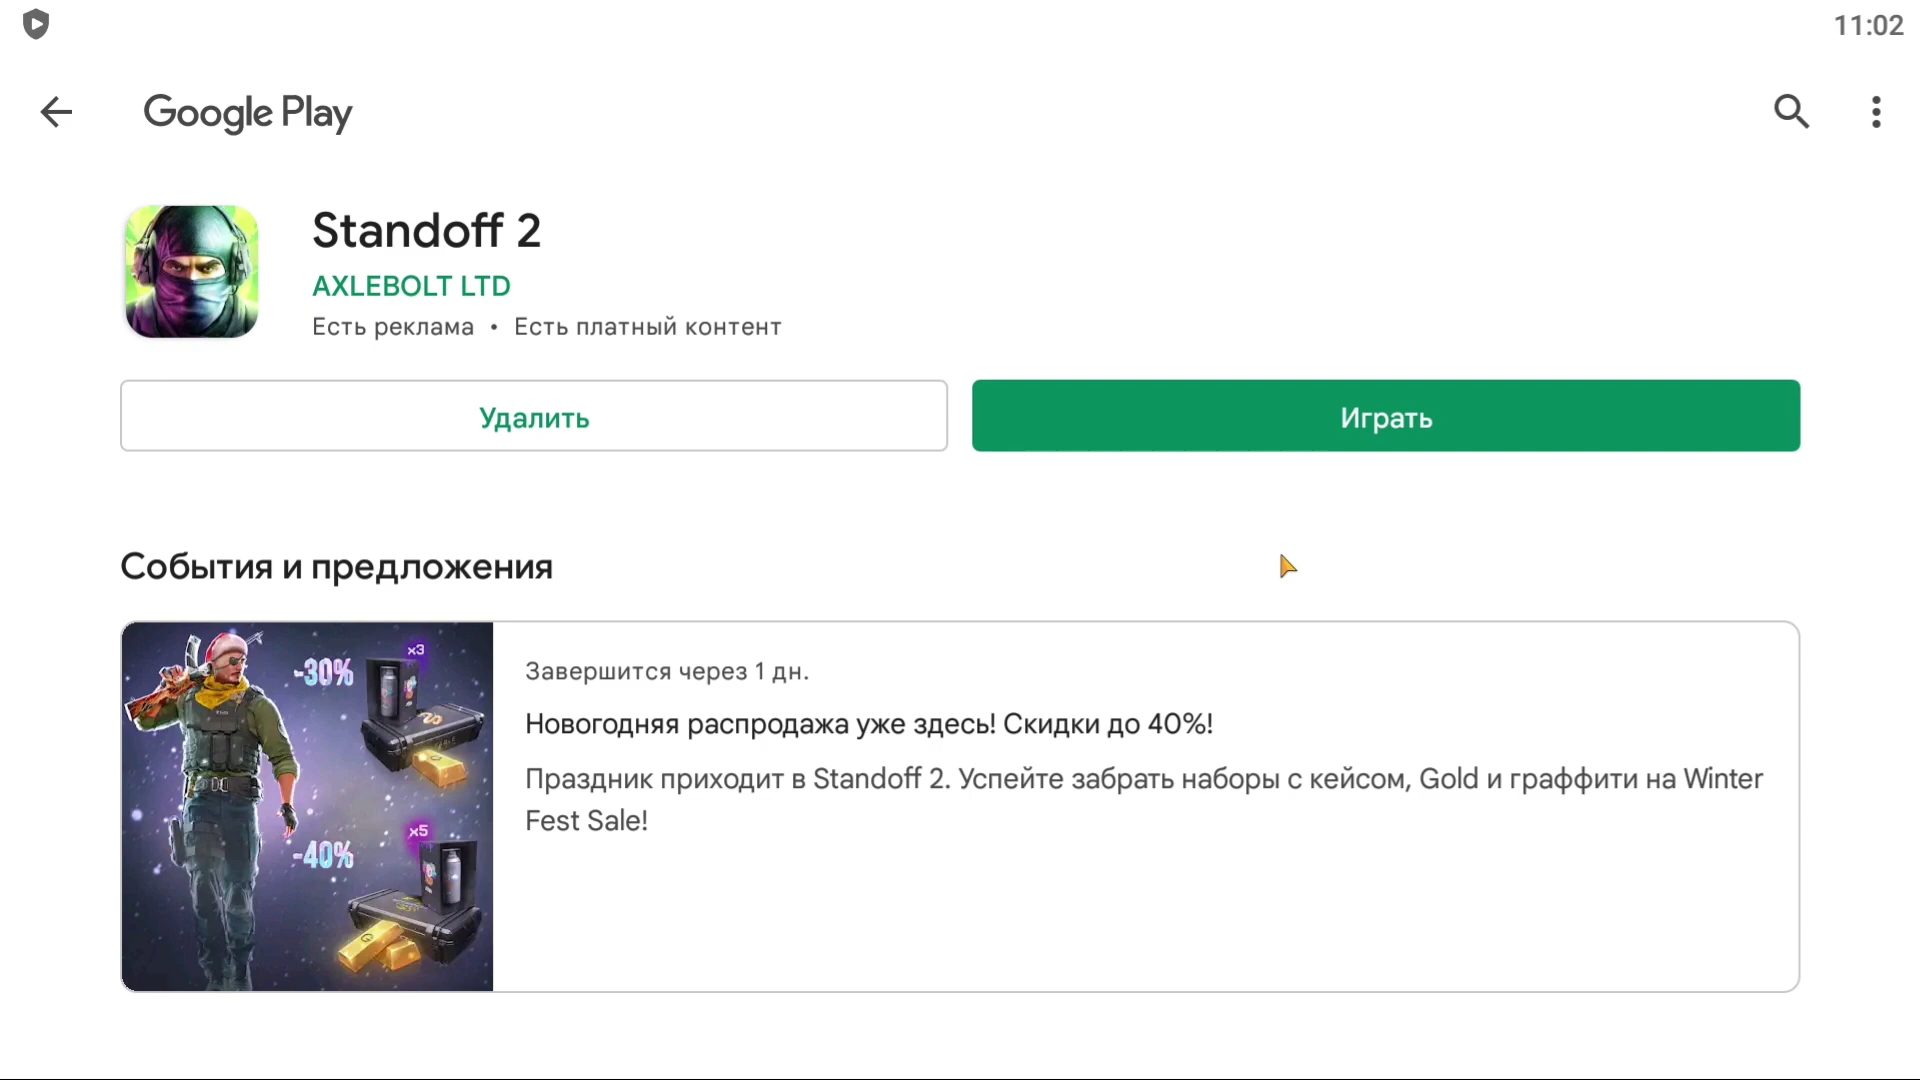 11:02
Google Play
Standoff 2
AXLEBOLT LTD
Есть реклама • Есть платный контент
Удалить
Играть
События и предложения
-30%
x3
-40%
x5
Завершится через 1 дн.
Новогодняя распродажа уже здесь! Скидки до 40%!
Праздник приходит в Standoff 2. Успейте забрать наборы с кейсом, Gold и граффити на Winter
Fest Sale!